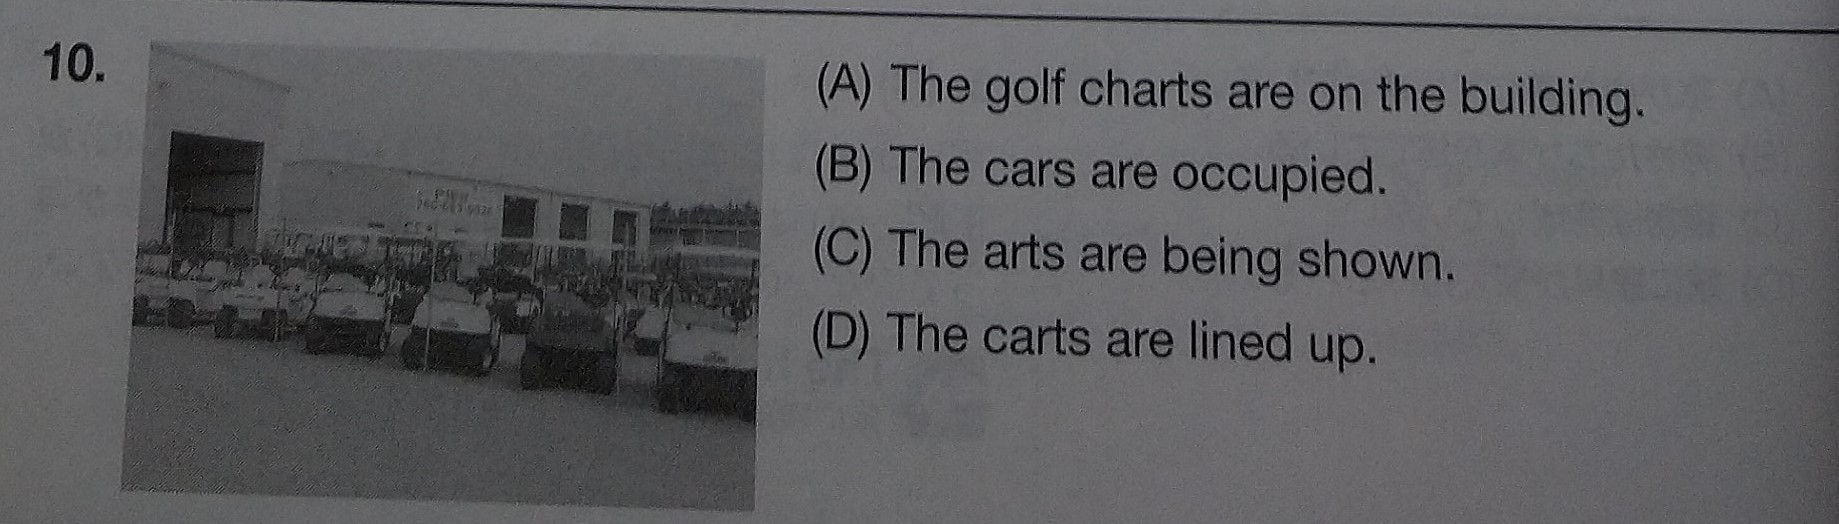 10.
(A) The golf charts are on the building.
(B) The cars are occupied.
(C) The arts are being shown.
(D) The carts are lined up.